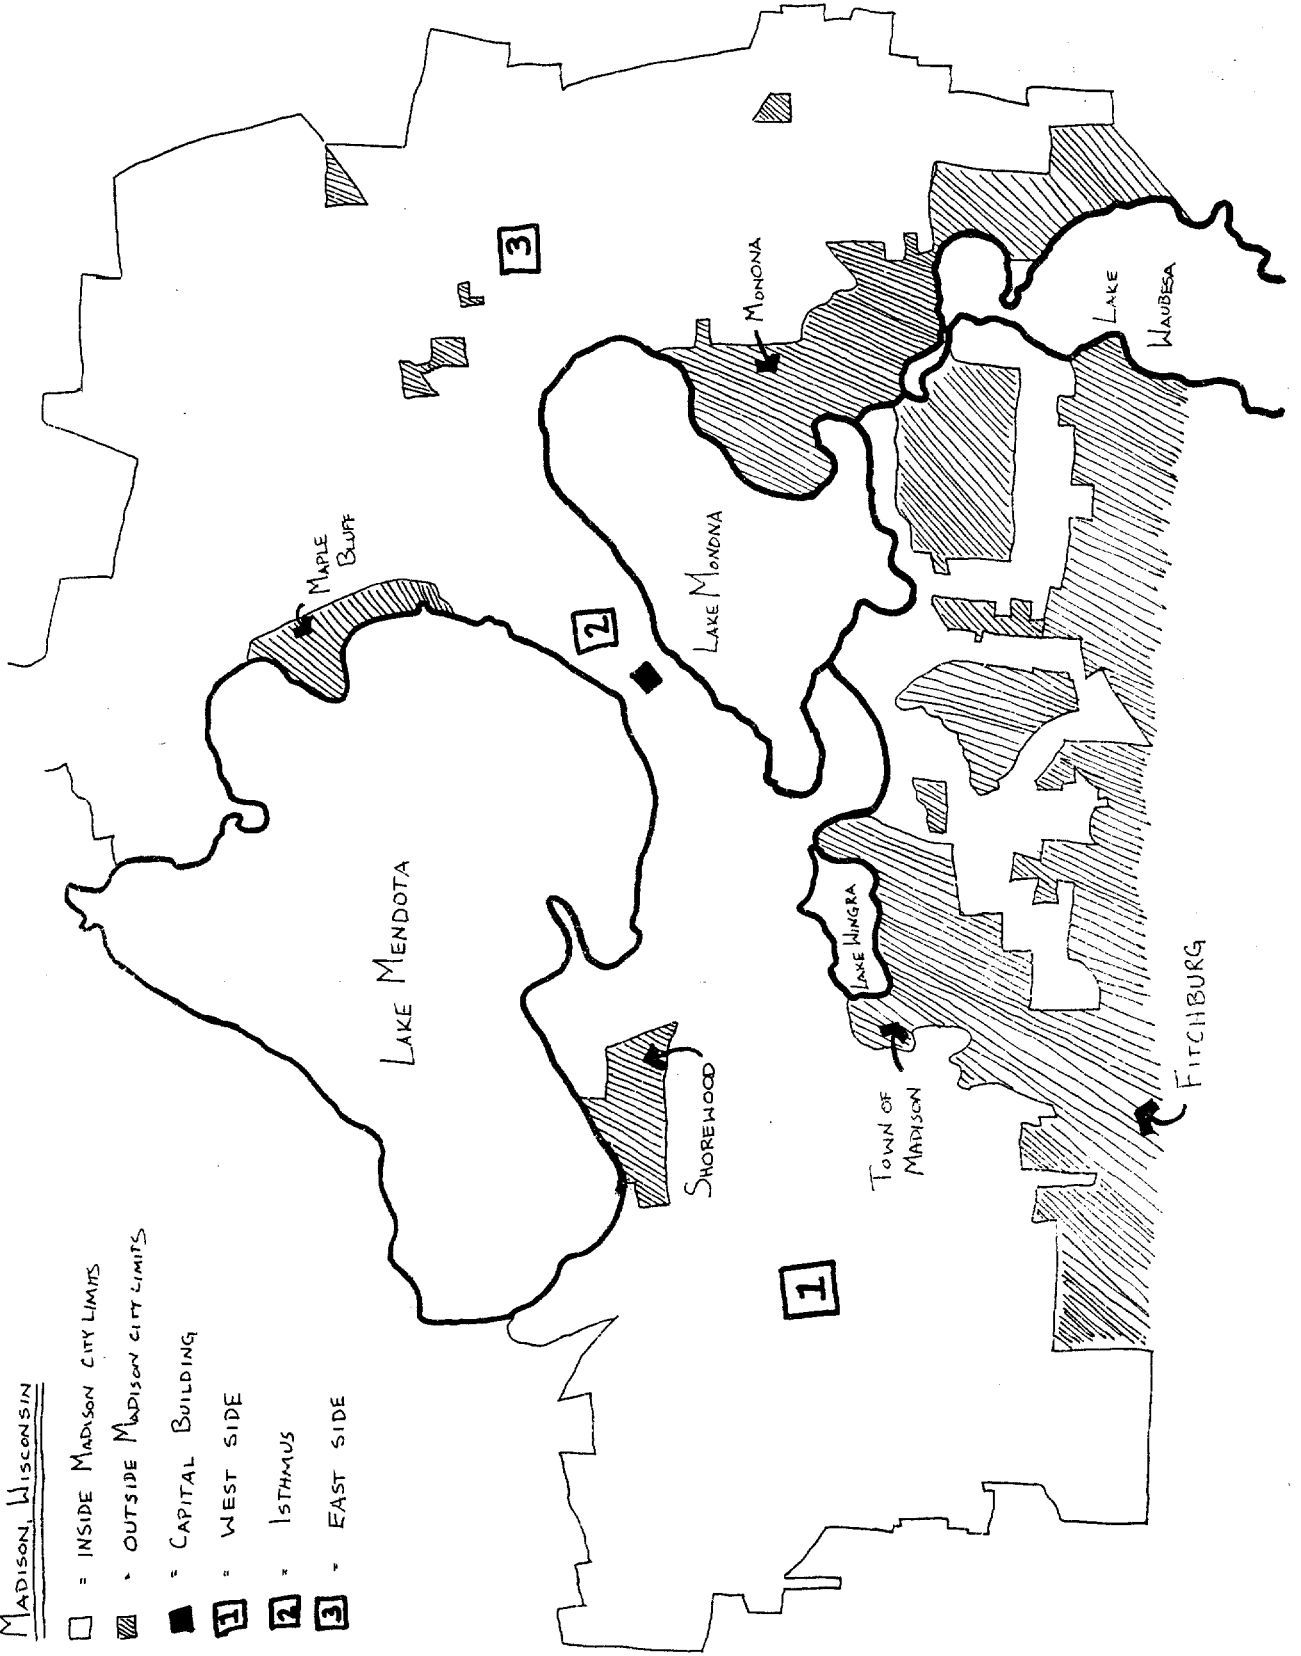 MADISON, WISCONSIN
= INSIDE MADISON CITY LIMITS
- OUTSIDE MADISON CITY LIMITS
= CAPITAL BUILDING
1 = WEST SIDE
2 = ISTHMUS
3 - EAST SIDE
MAPLE
BLUFF
3
LAKE MENDOTA
2
MONONA
LAKE MONONA
LAKE
WAUBESA
SHOREWOOD
LAKE WINGRA
1
TOWN OF
MADISON
FITCHBURG